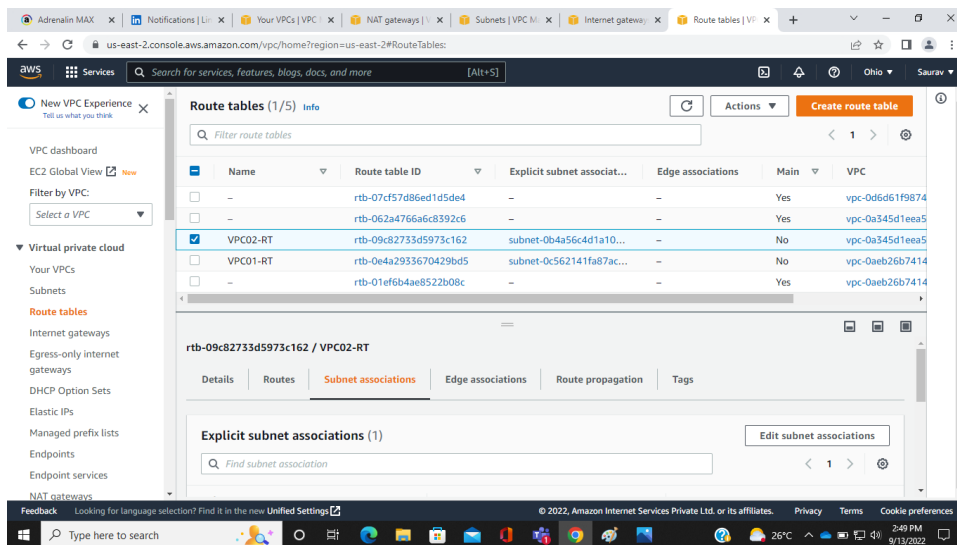 Adrenalin MAX
Notifications | Lin
Your VPCs | VPC
NAT gateways | V
Subnets | VPC M
Internet gateway
Route tables | VP
us-east-2.console.aws.amazon.com/vpc/home?region=us-east-2#RouteTables:
aws
Services
Search for services, features, blogs, docs, and more
[Alt+S]
Ohio
Saurav
New VPC Experience
Tell us what you think
VPC dashboard
EC2 Global View New
Filter by VPC:
Select a VPC
Virtual private cloud
Your VPCs
Subnets
Route tables
Internet gateways
Egress-only internet
gateways
DHCP Option Sets
Elastic IPs
Managed prefix lists
Endpoints
Endpoint services
NAT gateways
Route tables (1/5) Info
Actions
Create route table
Filter route tables
1
Name Route table ID Explicit subnet associat... Edge associations Main VPC
– rtb-07cf57d86ed1d5de4 – – Yes vpc-0d6d61f9874
– rtb-062a4766a6c8392c6 – – Yes vpc-0a345d1eea5
VPC02-RT rtb-09c82733d5973c162 subnet-0b4a56c4d1a10... – No vpc-0a345d1eea5
VPC01-RT rtb-0e4a2933670429bd5 subnet-0c562141fa87ac... – No vpc-0aeb26b7414
– rtb-01ef6b4ae8522b08c – – Yes vpc-0aeb26b7414
rtb-09c82733d5973c162 / VPC02-RT
Details
Routes
Subnet associations
Edge associations
Route propagation
Tags
Explicit subnet associations (1)
Edit subnet associations
Find subnet association
1
Feedback Looking for language selection? Find it in the new Unified Settings
© 2022, Amazon Internet Services Private Ltd. or its affiliates. Privacy Terms Cookie preferences
Type here to search
26°C
2:49 PM
9/13/2022